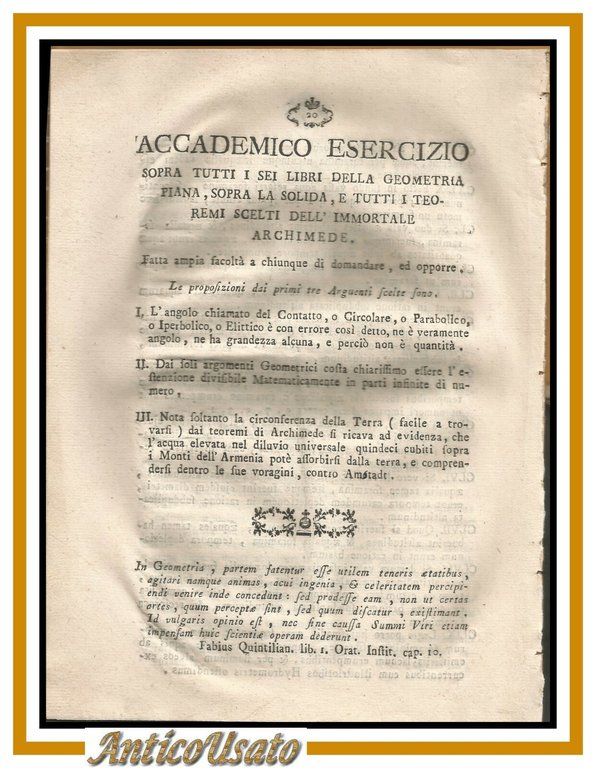 20
ACCADEMICO ESERCIZIO
SOPRA TUTTI I SEI LIBRI DELLA GEOMETRIA
PIANA, SOPRA LA SOLIDA, E TUTTI I TEO-
REMI SCELTI DELL' IMMORTALE
ARCHIMEDE.
Fatta ampia facoltà a chiunque di domandare, ed opporre.
Le propoſizioni dai primi tre Arguenti ſcelte ſono.
I. L'angolo chiamato del Contatto, o Circolare, o Parabolico,
o Iperbolico, o Elittico è con errore così detto, ne è veramente
angolo, ne ha grandezza alcuna, e perciò non è quantità.
II. Dai ſoli argomenti Geometrici coſta chiariſſimo eſſere l'e-
ſtenzione diviſibile Matematicamente in parti infinite di nu-
mero,
III. Nota ſoltanto la circonferenza della Terra ( facile a tro-
varſi ) dai teoremi di Archimede ſi ricava ad evidenza, che
l'acqua elevata nel diluvio univerſale quindeci cubiti ſopra
i Monti dell'Armenia potè aſſorbirſi dalla terra, e compren-
derſi dentro le ſue voragini, contro Amſtadt.
In Geometria, partem fatentur eſſe utilem teneris ætatibus,
agitari namque animas, acui ingenia, & celeritatem percipi-
endi venire inde concedunt: ſed prodeſſe eam, non ut certas
artes, quum perceptæ ſint, ſed quum diſcatur, exiſtimant.
Id vulgaris opinio eſt, nec ſine cauſſa Summi Viri etiam
impenſam huic ſcientiæ operam dederunt.
Fabius Quintilian. lib. 1. Orat. Inſtit. cap. 10.
AnticoUsato